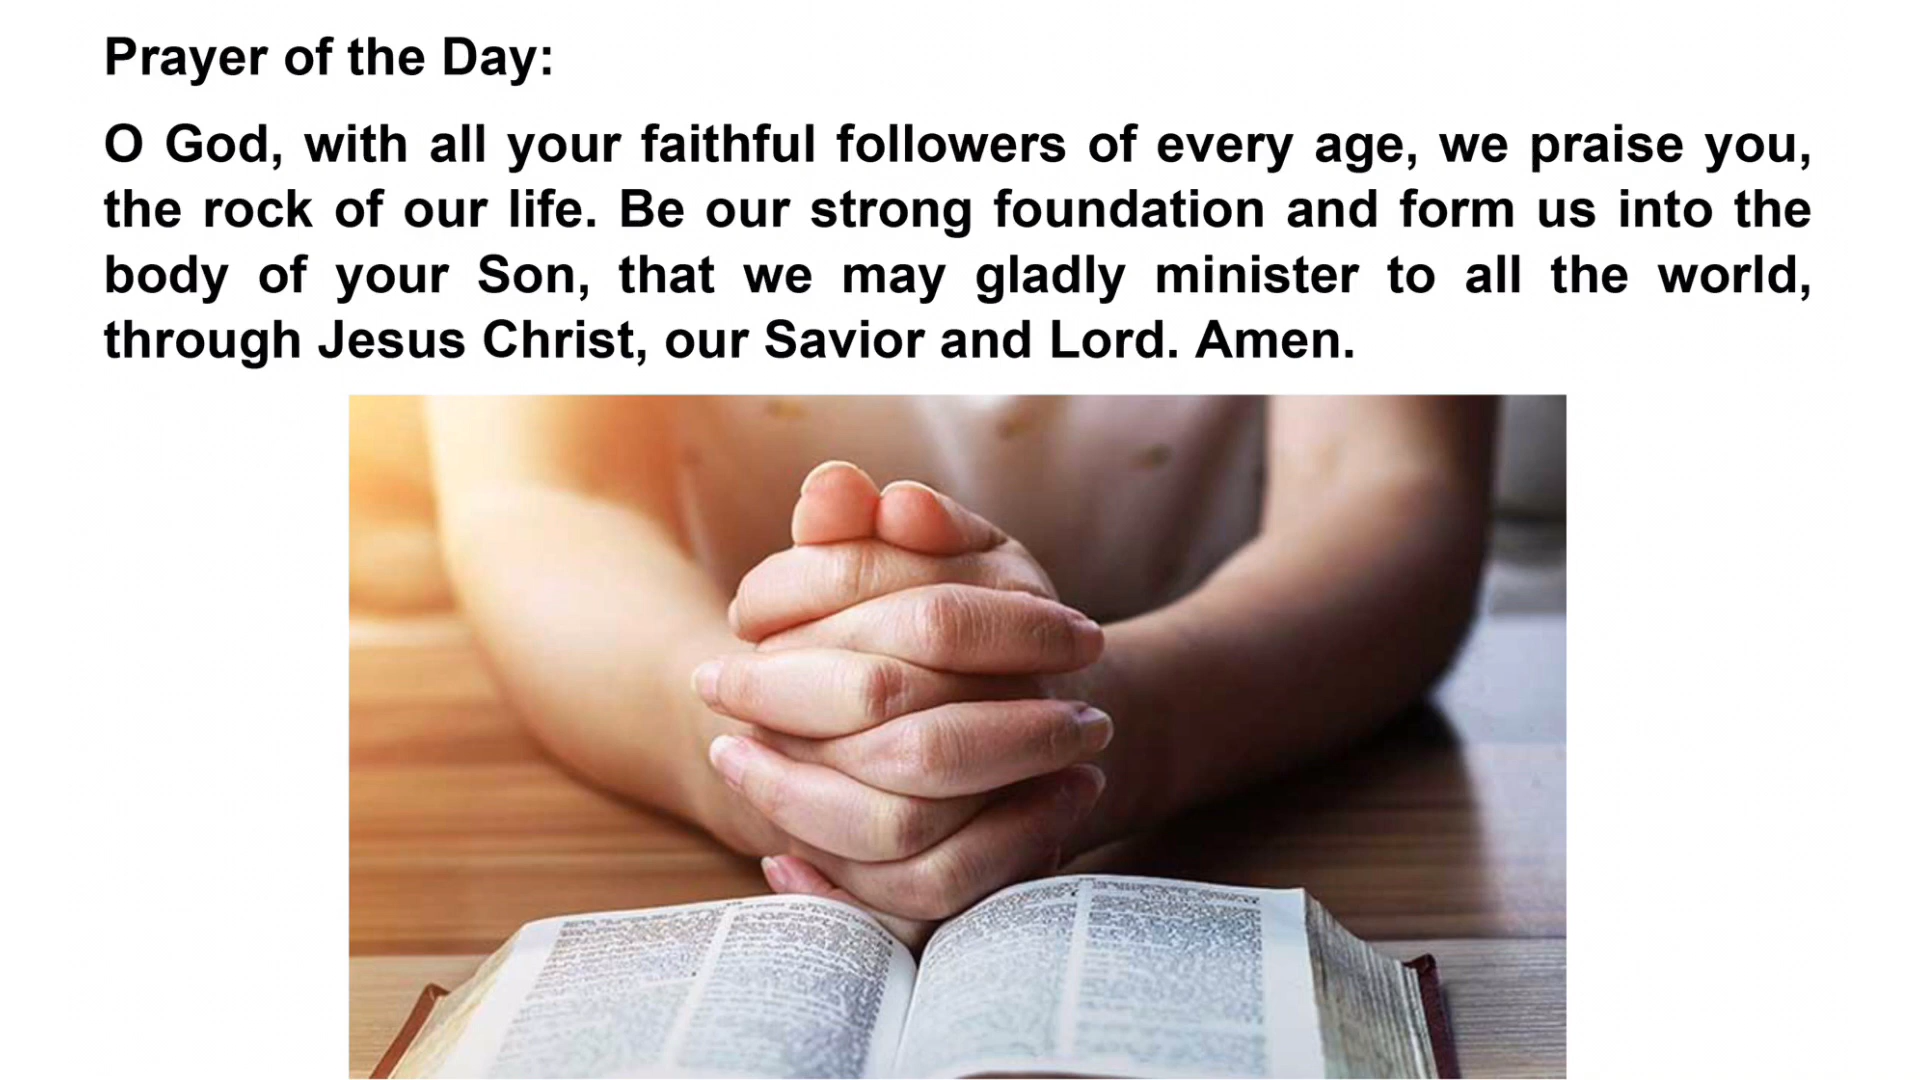 Prayer of the Day:
O God, with all your faithful followers of every age, we praise you,
the rock of our life. Be our strong foundation and form us into the
body of your Son, that we may gladly minister to all the world,
through Jesus Christ, our Savior and Lord. Amen.